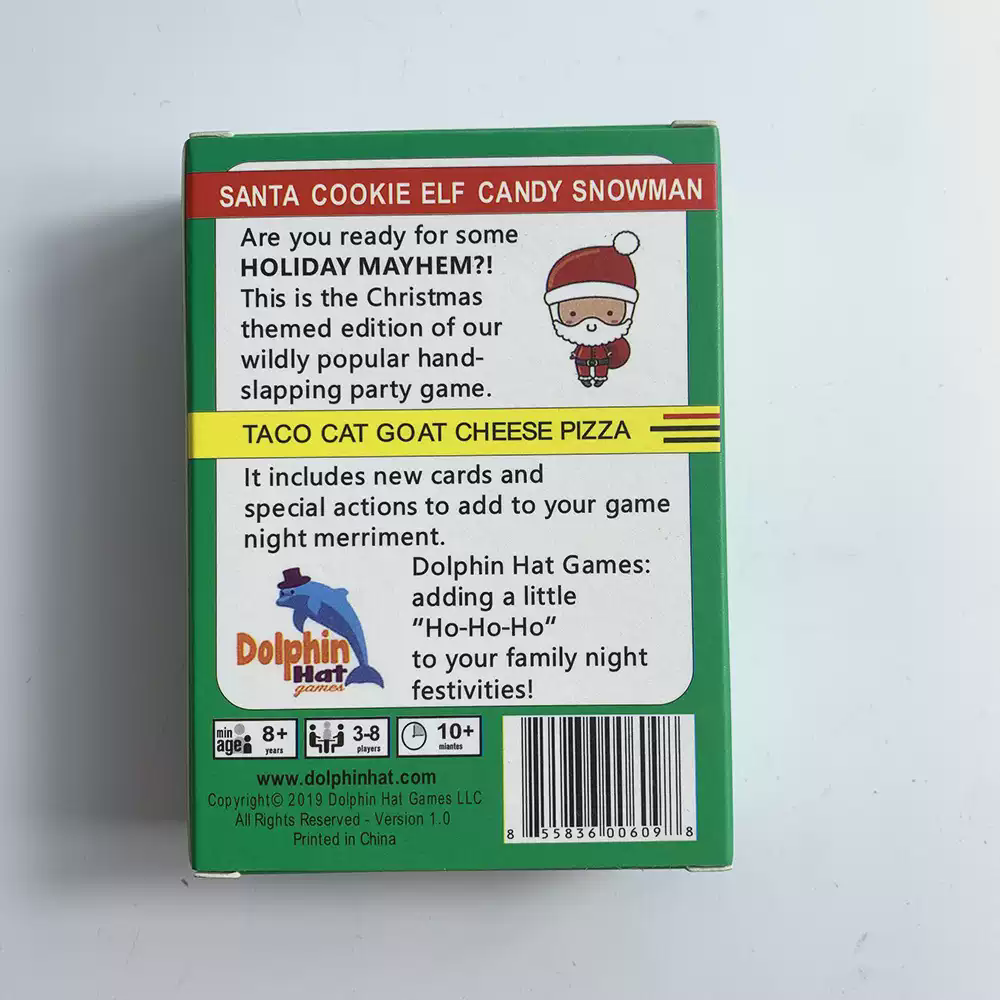 SANTA COOKIE ELF CANDY SNOWMAN
Are you ready for some
HOLIDAY MAYHEM?!
This is the Christmas
themed edition of our
wildly popular hand-
slapping party game.
TACO CAT GOAT CHEESE PIZZA
It includes new cards and
special actions to add to your game
night merriment.
Dolphin Hat Games:
adding a little
“Ho-Ho-Ho“
to your family night
festivities!
Dolphin
Hat
games
min age 8+ years
3-8 players
10+ miantes
www.dolphinhat.com
Copyright© 2019 Dolphin Hat Games LLC
All Rights Reserved - Version 1.0
Printed in China
8 55836 00609 8